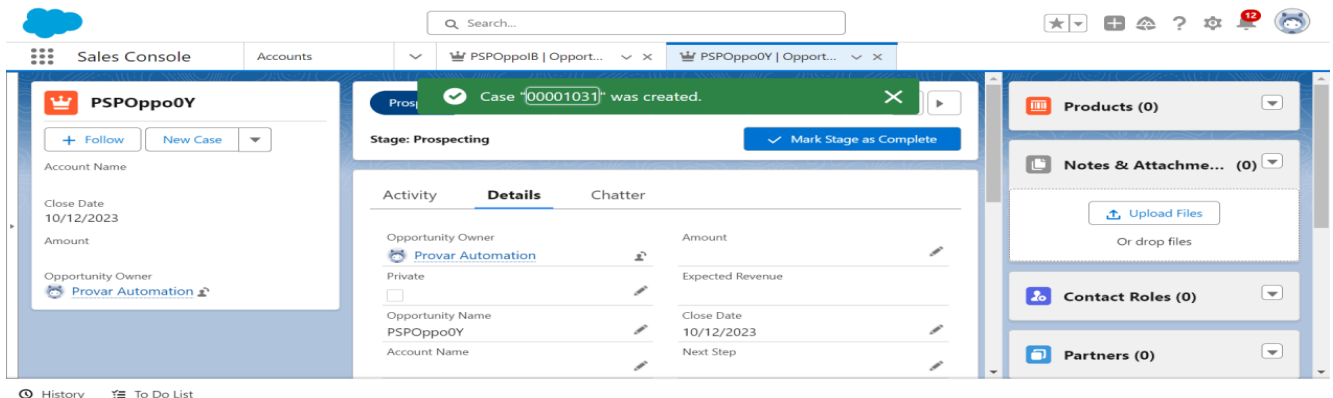 Search...
12
Sales Console
Accounts
PSPOppoIB | Opport...
PSPOppo0Y | Opport...
PSPOppo0Y
Follow
New Case
Account Name
Close Date
10/12/2023
Amount
Opportunity Owner
Provar Automation
Case "00001031" was created.
Stage: Prospecting
Mark Stage as Complete
Activity
Details
Chatter
Opportunity Owner
Provar Automation
Amount
Private
Expected Revenue
Opportunity Name
PSPOppo0Y
Close Date
10/12/2023
Account Name
Next Step
Products (0)
Notes & Attachme... (0)
Upload Files
Or drop files
Contact Roles (0)
Partners (0)
History
To Do List